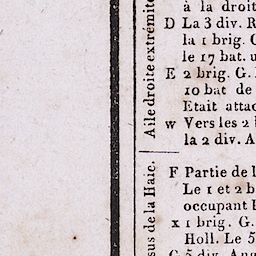 à la droit
D La 3 div. R
la 1 brig. C
le 17 bat. u
E 2 brig. G.
10 bat de
Etait attac
w Vers les 2 b
la 2 div. A
Aile droite extrémité
F Partie de l
Le 1 et 2 b
occupant
x 1 brig. G.
Holl. Le 5
G 5 div. Ang
sus de la Haie.